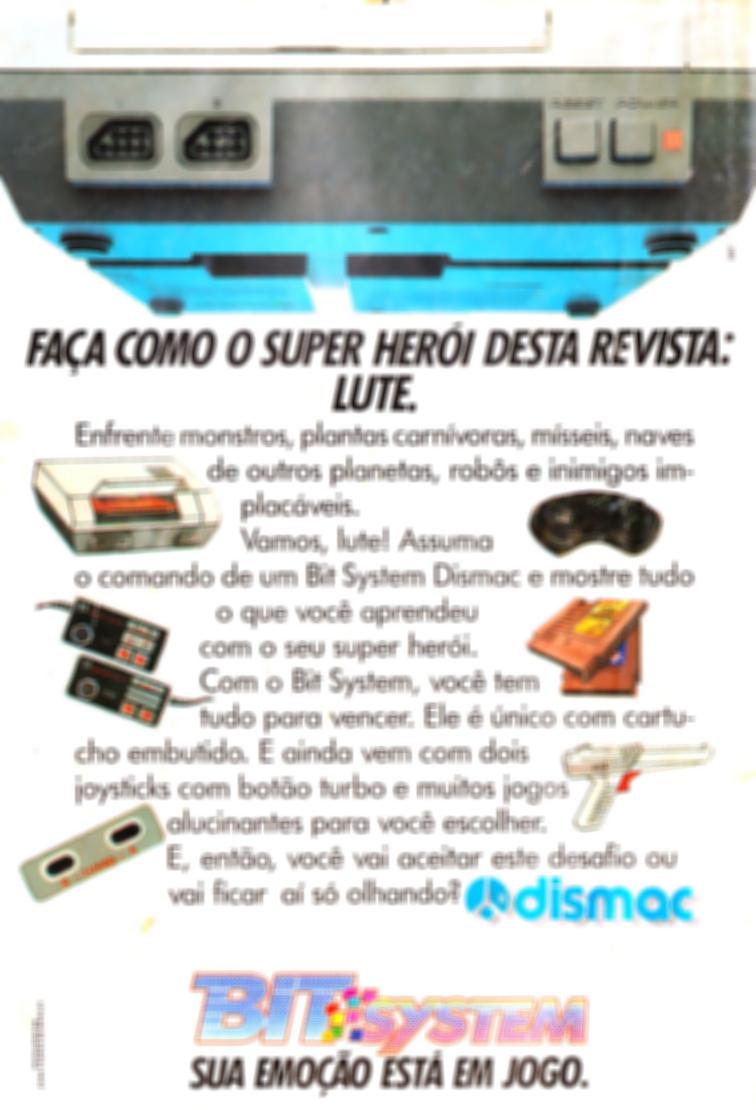 RESET POWER
FAÇA COMO O SUPER HERÓI DESTA REVISTA:
LUTE.
Enfrente monstros, plantas carnívoras, mísseis, naves
de outros planetas, robôs e inimigos im-
placáveis.
Vamos, lute! Assuma
o comando de um Bit System Dismac e mostre tudo
o que você aprendeu
com o seu super herói.
Com o Bit System, você tem
tudo para vencer. Ele é único com cartu-
cho embutido. E ainda vem com dois
joysticks com botão turbo e muitos jogos
alucinantes para você escolher.
E, então, você vai aceitar este desafio ou
vai ficar aí só olhando?
dismac
BIT SYSTEM
SUA EMOÇÃO ESTÁ EM JOGO.